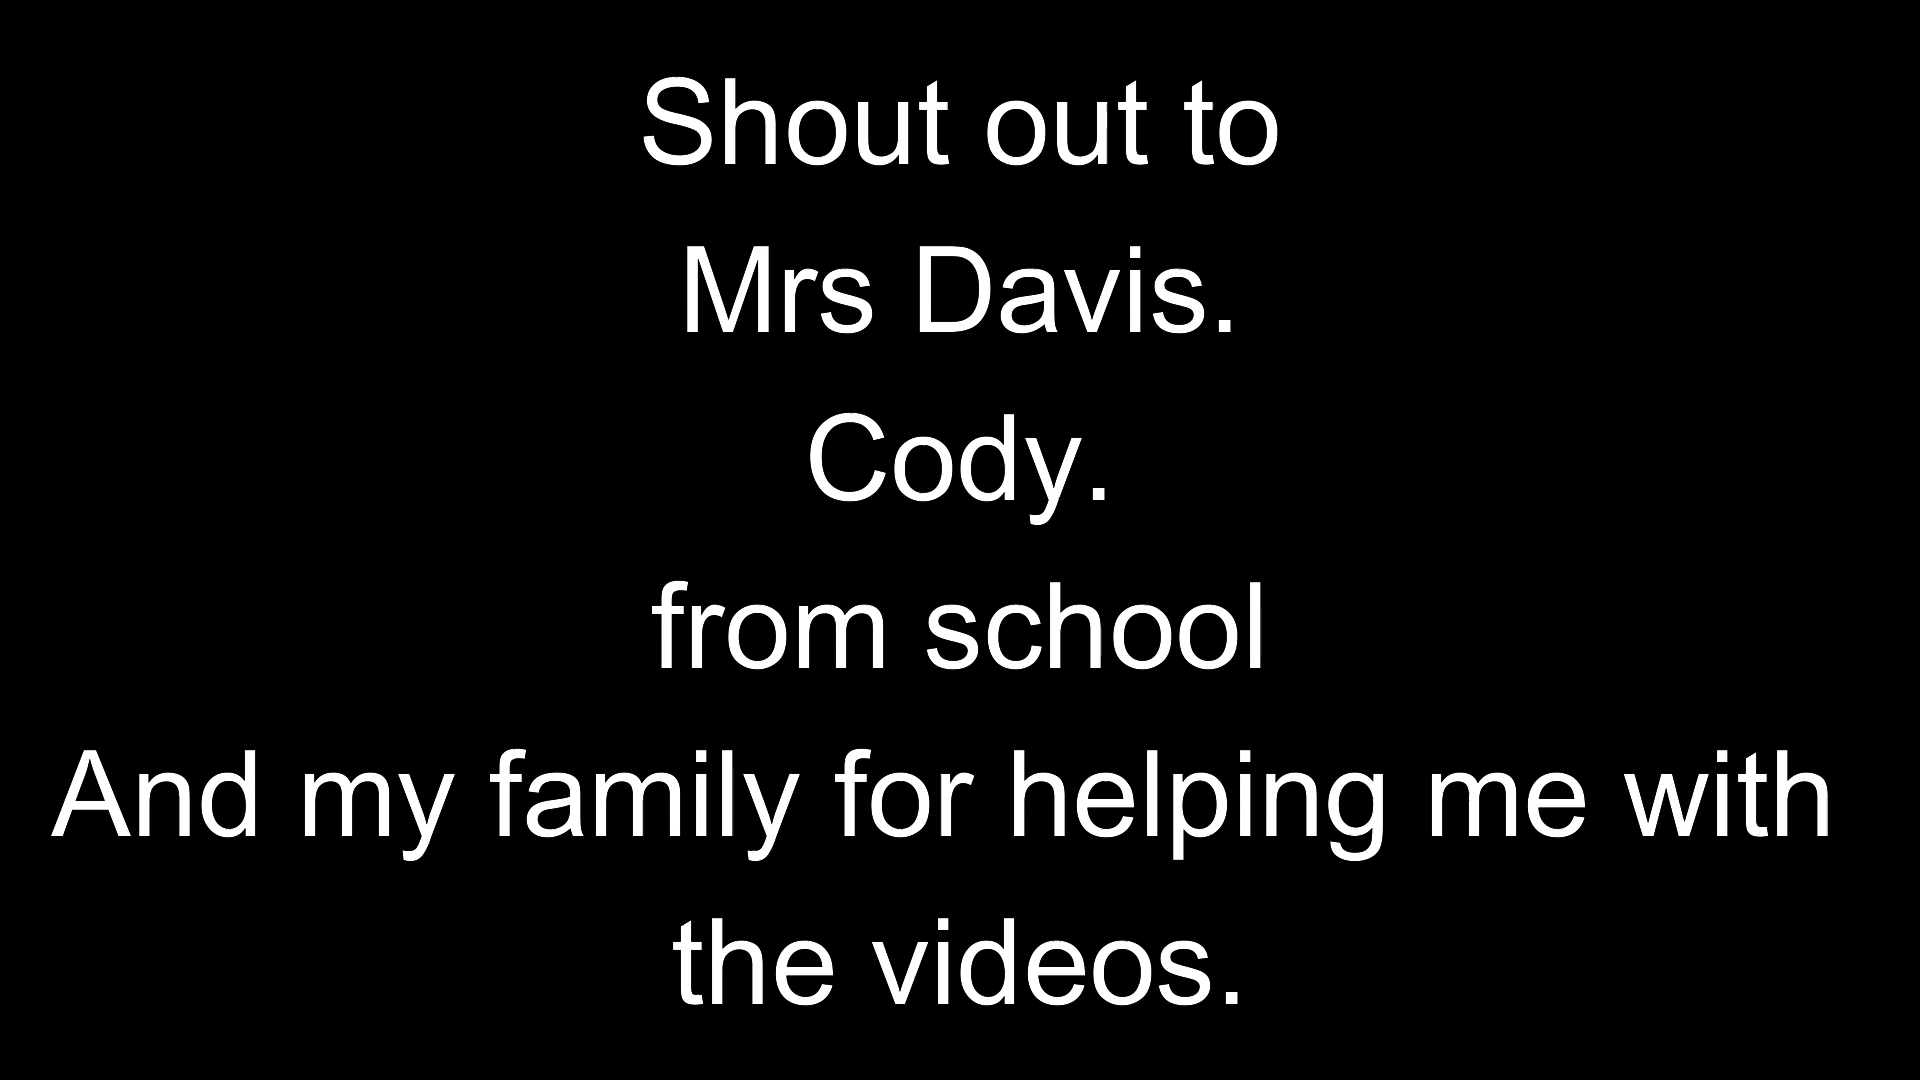 Shout out to
Mrs Davis.
Cody.
from school
And my family for helping me with
the videos.